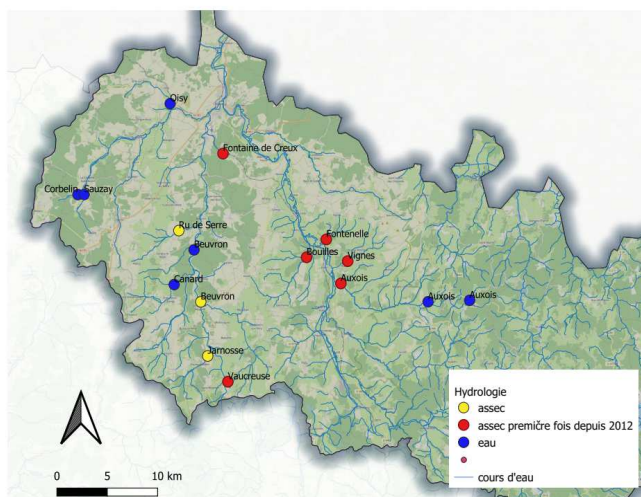 Oisy
Fontaine de Creux
Corbelin
Sauzay
Ru de Serre
Beuvron
Fontenelle
Bouilles
Vignes
Canard
Auxois
Beuvron
Auxois
Auxois
Jarnosse
Vaucreuse
Hydrologie
assec
assec premičre fois depuis 2012
eau
cours d'eau
0 5 10 km